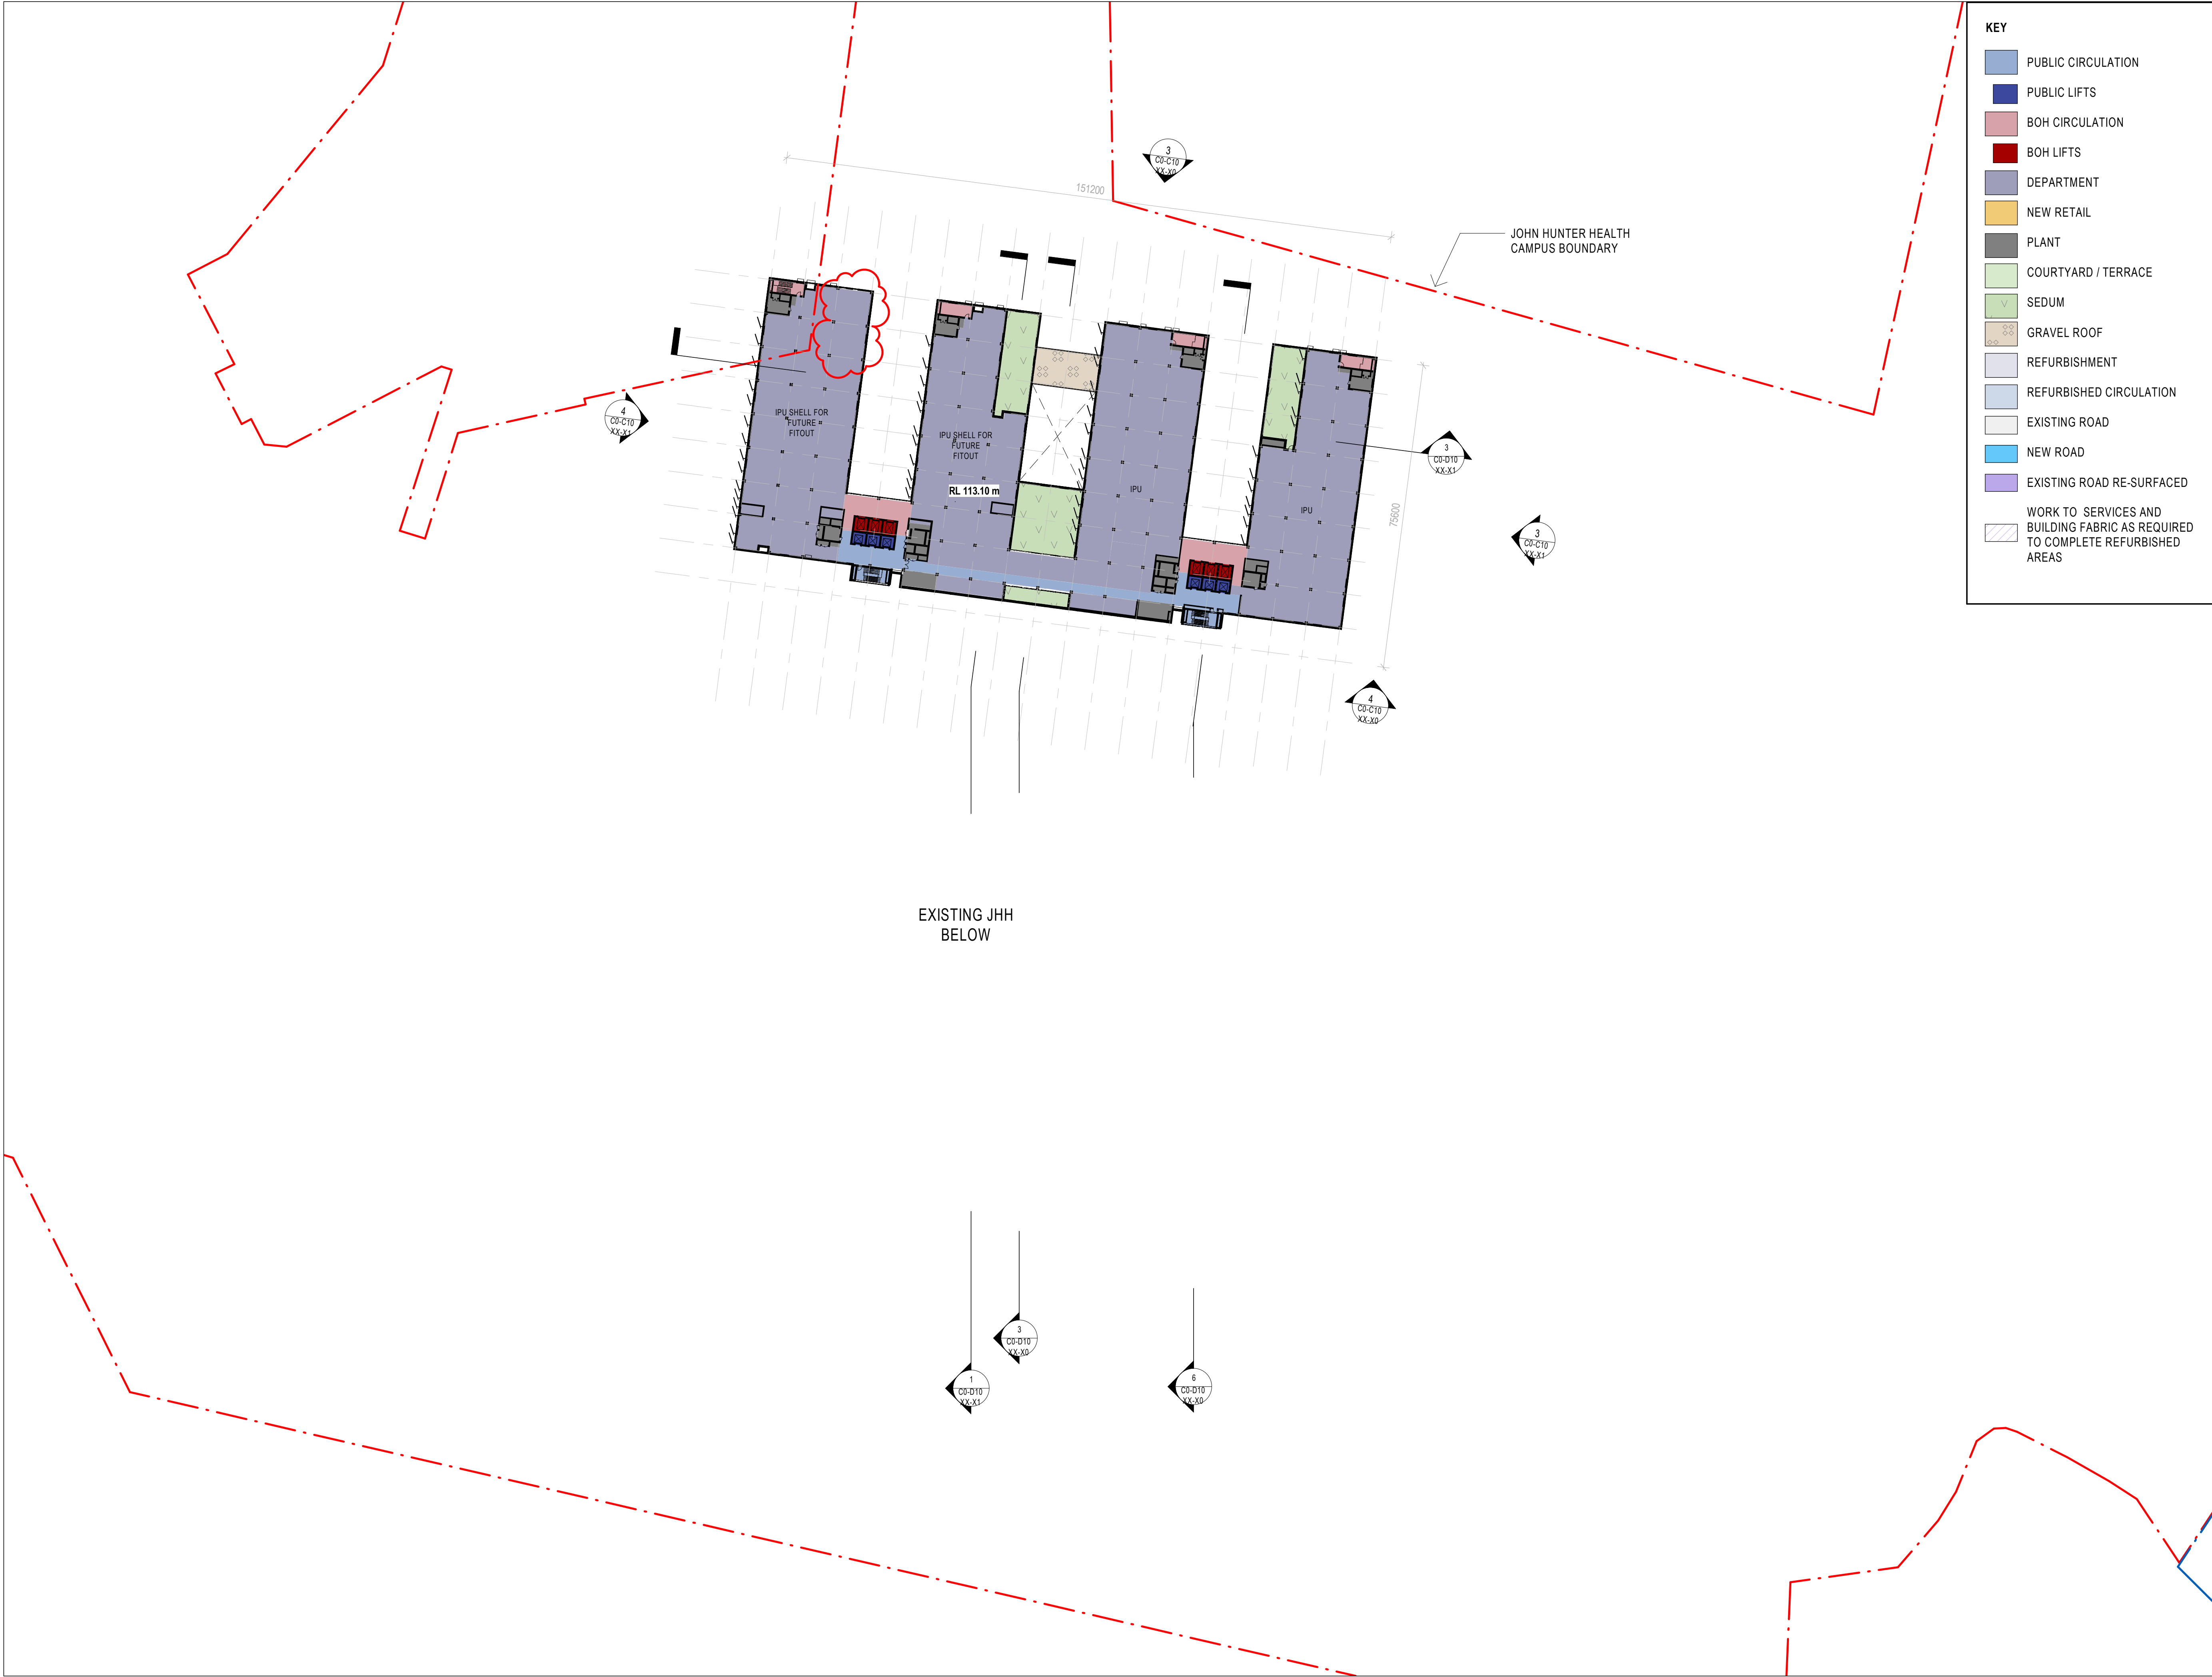 KEY
PUBLIC CIRCULATION
PUBLIC LIFTS
BOH CIRCULATION
BOH LIFTS
DEPARTMENT
NEW RETAIL
PLANT
COURTYARD / TERRACE
SEDUM
GRAVEL ROOF
REFURBISHMENT
REFURBISHED CIRCULATION
EXISTING ROAD
NEW ROAD
EXISTING ROAD RE-SURFACED
WORK TO SERVICES AND
BUILDING FABRIC AS REQUIRED
TO COMPLETE REFURBISHED
AREAS
3
C0-C10
XX-X0
151200
JOHN HUNTER HEALTH
CAMPUS BOUNDARY
4
C0-C10
XX-X1
IPU SHELL FOR
FUTURE
FITOUT
IPU SHELL FOR
FUTURE
FITOUT
RL 113.10 m
IPU
IPU
3
C0-D10
XX-X1
75600
3
C0-C10
XX-X1
4
C0-C10
XX-X0
EXISTING JHH
BELOW
3
C0-D10
XX-X0
1
C0-D10
XX-X1
6
C0-D10
XX-X0